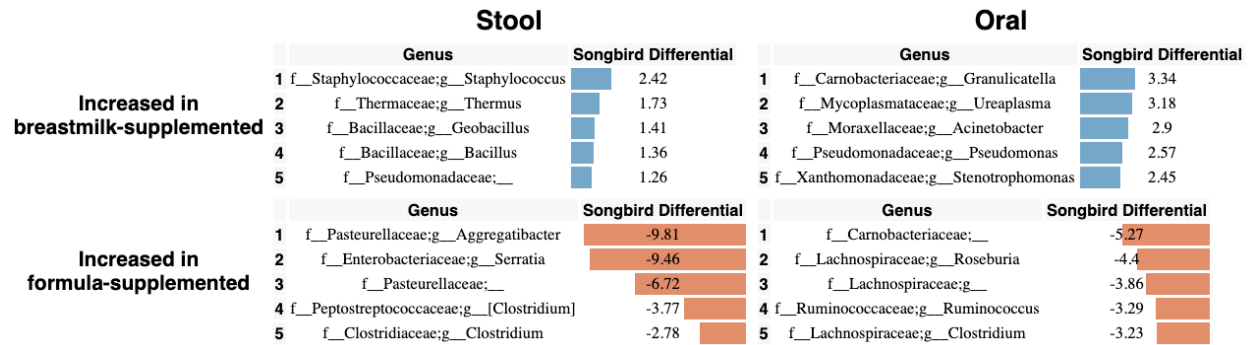 Stool
Oral
Increased in
breastmilk-supplemented
Genus Songbird Differential
1 f__Staphylococcaceae;g__Staphylococcus 2.42
2 f__Thermaceae;g__Thermus 1.73
3 f__Bacillaceae;g__Geobacillus 1.41
4 f__Bacillaceae;g__Bacillus 1.36
5 f__Pseudomonadaceae;__ 1.26
Genus Songbird Differential
1 f__Carnobacteriaceae;g__Granulicatella 3.34
2 f__Mycoplasmataceae;g__Ureaplasma 3.18
3 f__Moraxellaceae;g__Acinetobacter 2.9
4 f__Pseudomonadaceae;g__Pseudomonas 2.57
5 f__Xanthomonadaceae;g__Stenotrophomonas 2.45
Increased in
formula-supplemented
Genus Songbird Differential
1 f__Pasteurellaceae;g__Aggregatibacter -9.81
2 f__Enterobacteriaceae;g__Serratia -9.46
3 f__Pasteurellaceae;__ -6.72
4 f__Peptostreptococcaceae;g__[Clostridium] -3.77
5 f__Clostridiaceae;g__Clostridium -2.78
Genus Songbird Differential
1 f__Carnobacteriaceae;__ -5.27
2 f__Lachnospiraceae;g__Roseburia -4.4
3 f__Lachnospiraceae;g__ -3.86
4 f__Ruminococcaceae;g__Ruminococcus -3.29
5 f__Lachnospiraceae;g__Clostridium -3.23